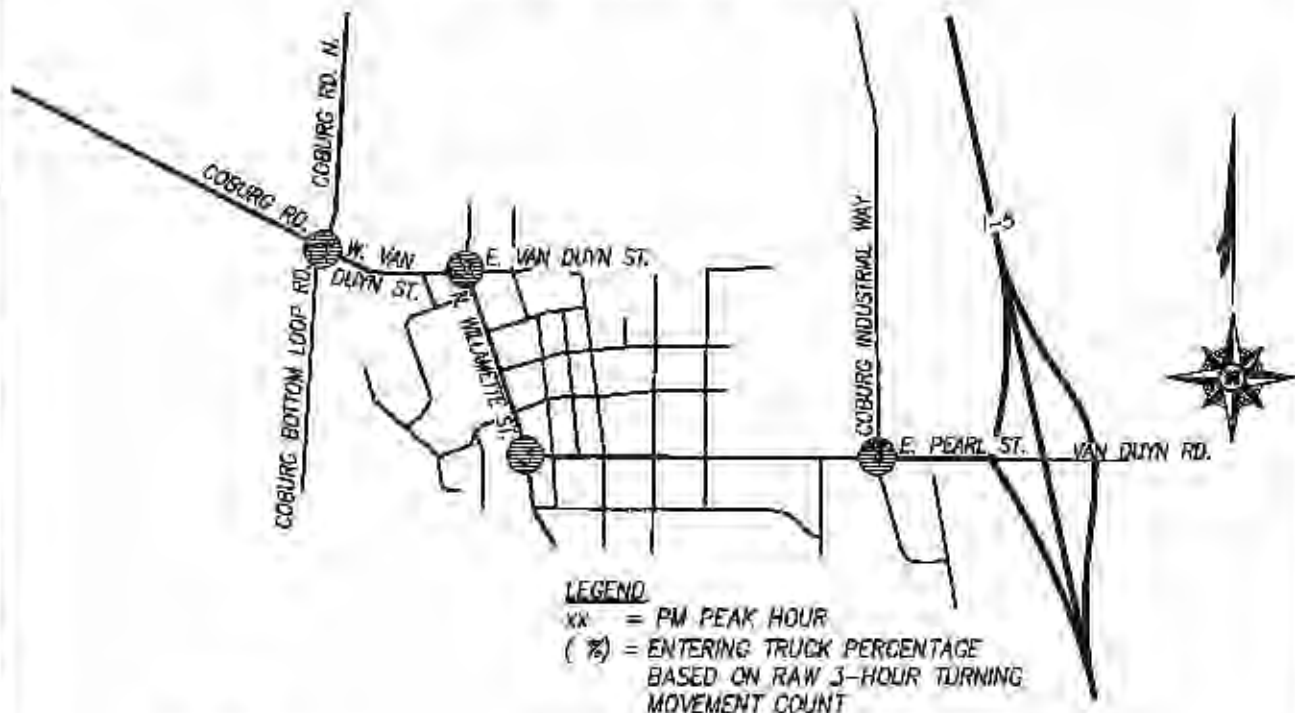 COBURG RD. N.
COBURG RD.
W. VAN
DUYN ST.
E. VAN DUYN ST.
COBURG BOTTOM LOOP RD.
N. WILLAMETTE ST.
COBURG INDUSTRIAL WAY
I-5
E. PEARL ST.
VAN DUYN RD.
LEGEND
xx = PM PEAK HOUR
( %) = ENTERING TRUCK PERCENTAGE
BASED ON RAW 3-HOUR TURNING
MOVEMENT COUNT